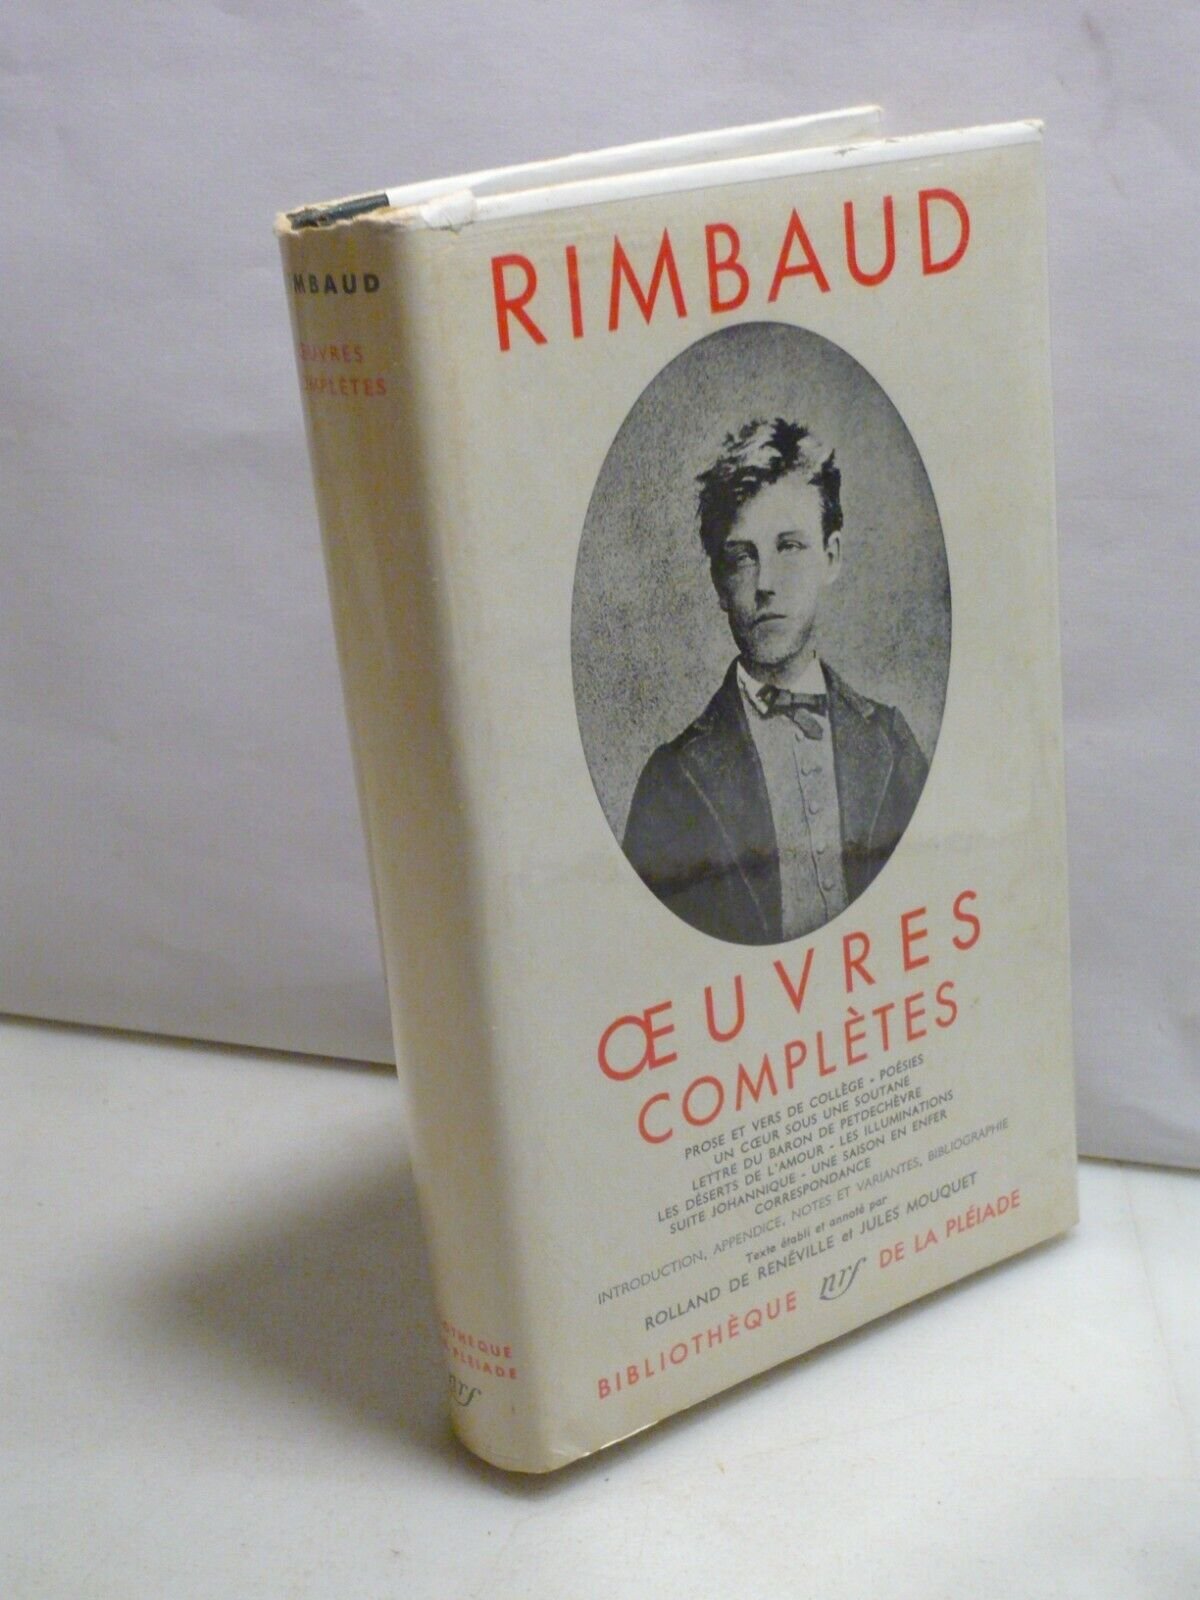 MBAUD
ŒUVRES
COMPLÈTES
OTHÈQUE
PLEIADE
nrf
RIMBAUD
ŒUVRES
COMPLÈTES
PROSE ET VERS DE COLLÈGE - POÉSIES
UN CŒUR SOUS UNE SOUTANE
LETTRE DU BARON DE PETDECHÈVRE
LES DÉSERTS DE L'AMOUR - LES ILLUMINATIONS
SUITE JOHANNIQUE - UNE SAISON EN ENFER
CORRESPONDANCE
INTRODUCTION, APPENDICE, NOTES ET VARIANTES, BIBLIOGRAPHIE
Texte établi et annoté par
ROLLAND DE RENÉVILLE et JULES MOUQUET
BIBLIOTHÈQUE nrf DE LA PLÉIADE